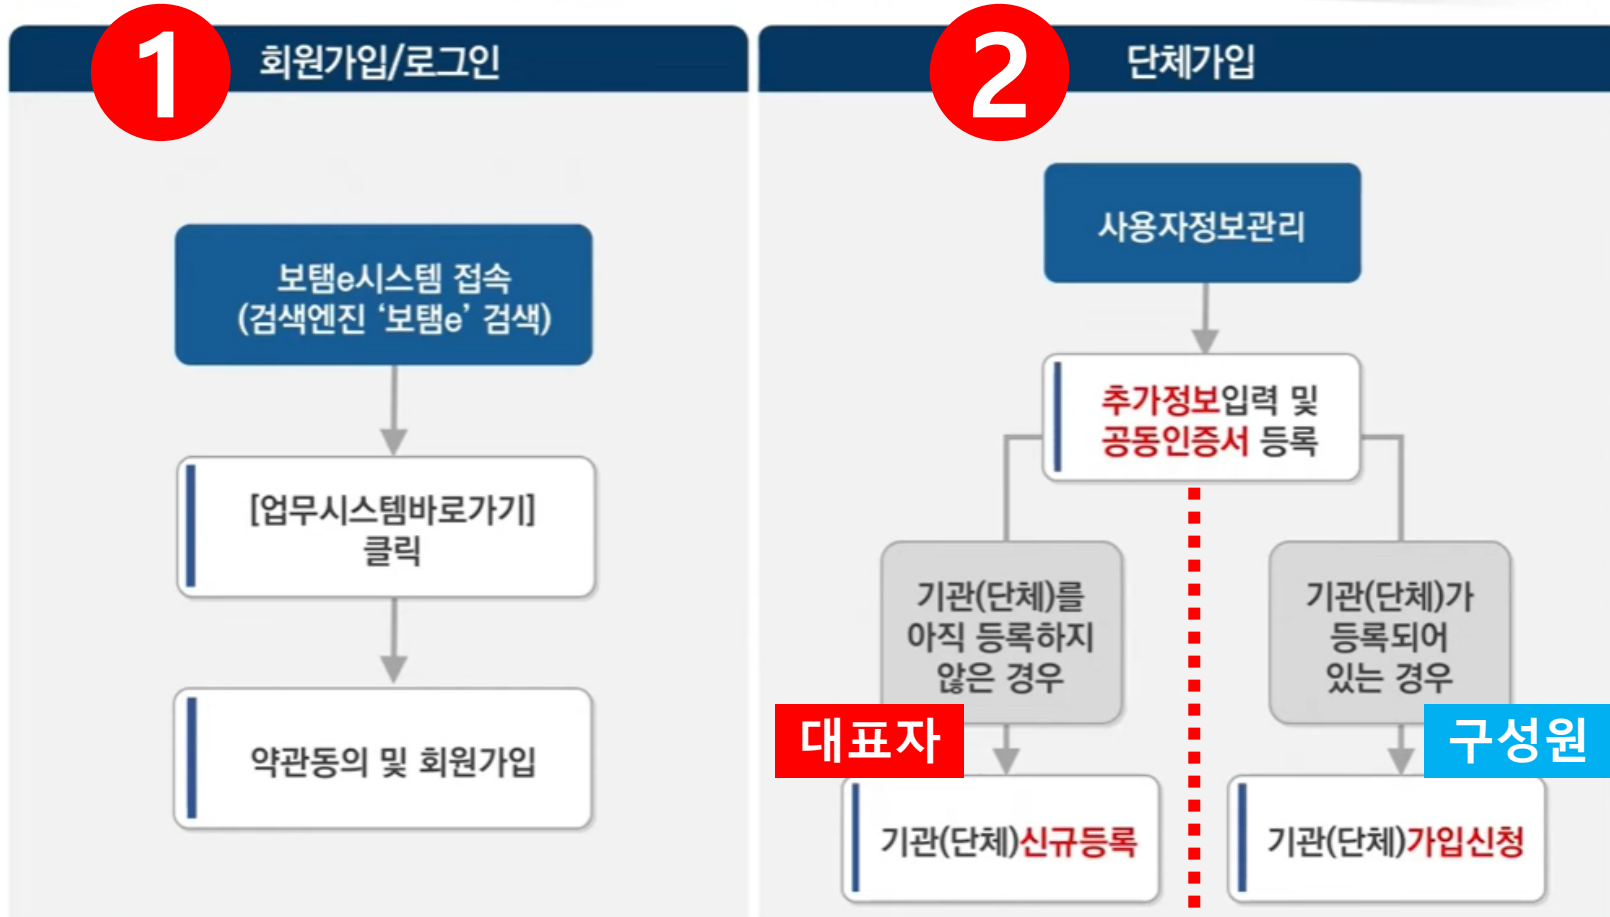 1
회원가입/로그인
보탬e시스템 접속
(검색엔진 ‘보탬e’ 검색)
[업무시스템바로가기]
클릭
약관동의 및 회원가입
2
단체가입
사용자정보관리
추가정보입력 및
공동인증서 등록
기관(단체)를
아직 등록하지
않은 경우
대표자
기관(단체)신규등록
기관(단체)가
등록되어
있는 경우
구성원
기관(단체)가입신청